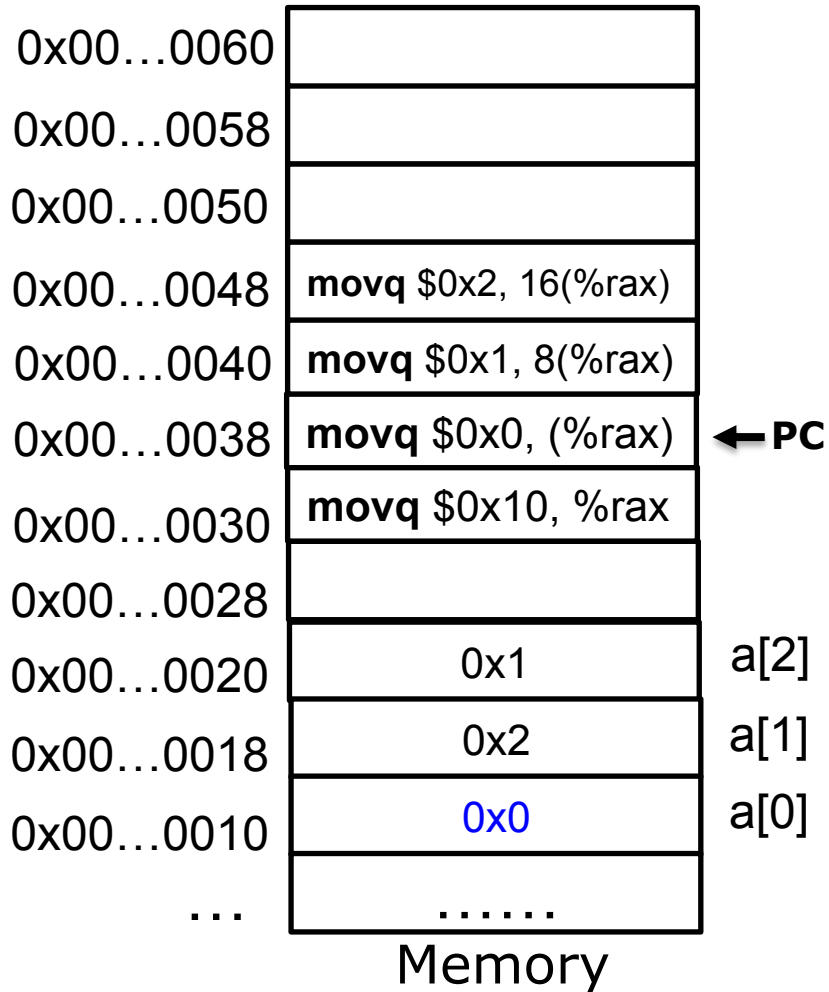 0x00…0060
0x00…0058
0x00…0050
0x00…0048 movq $0x2, 16(%rax)
0x00…0040 movq $0x1, 8(%rax)
0x00…0038 movq $0x0, (%rax) PC
0x00…0030 movq $0x10, %rax
0x00…0028
0x00…0020 0x1 a[2]
0x00…0018 0x2 a[1]
0x00…0010 0x0 a[0]
… ……
Memory